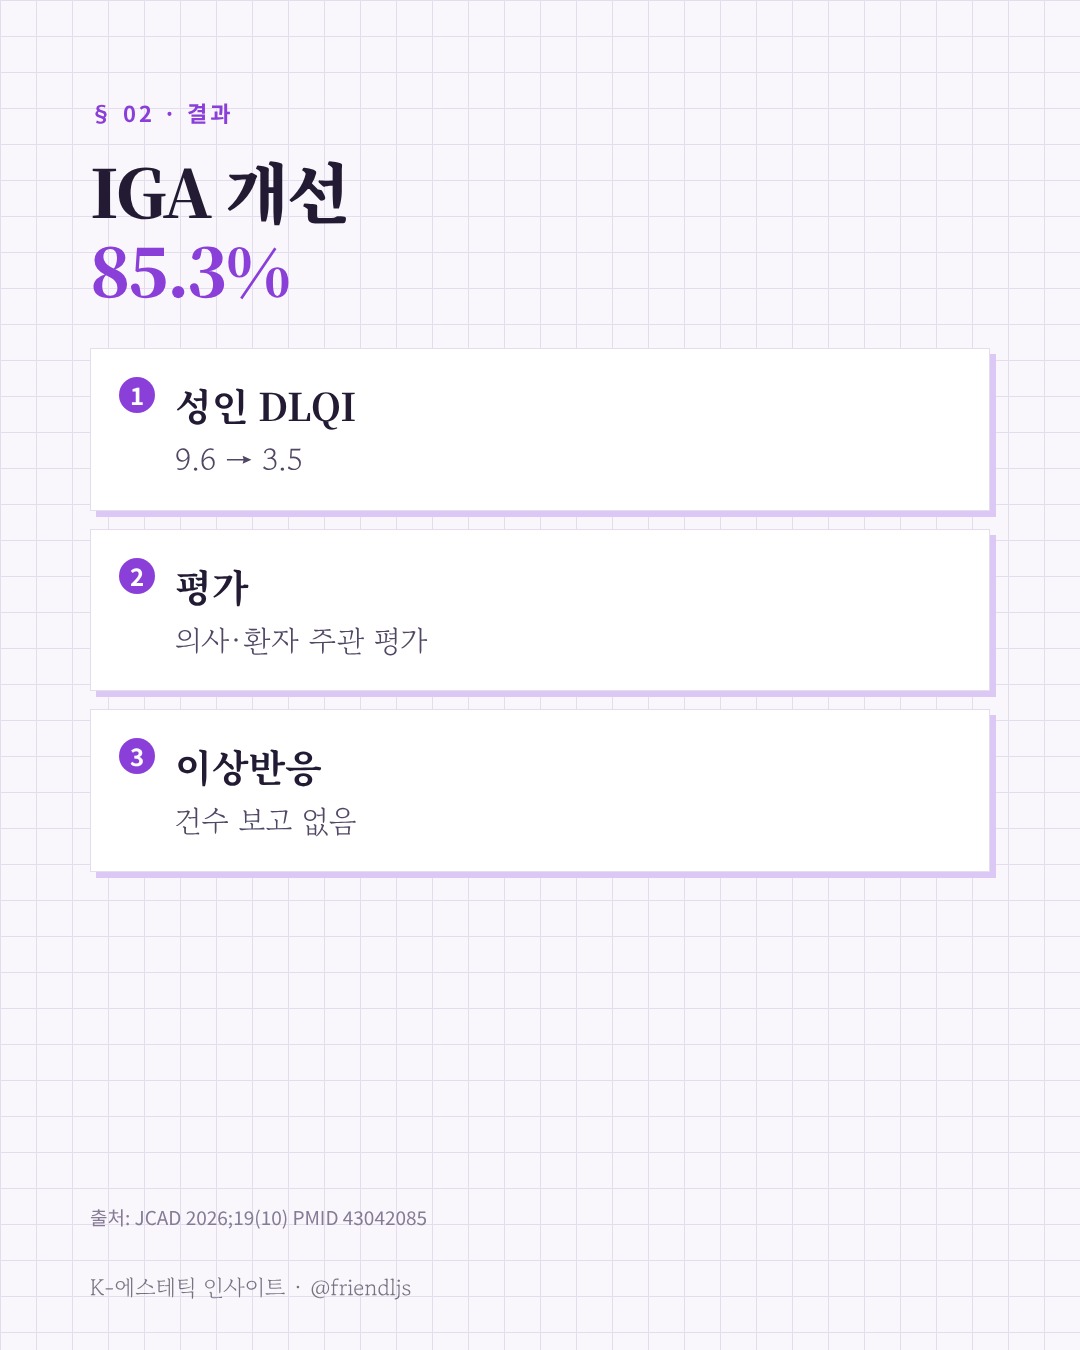 § 02 · 결과
IGA 개선
85.3%
1 성인 DLQI
9.6 → 3.5
2 평가
의사·환자 주관 평가
3 이상반응
건수 보고 없음
출처: JCAD 2026;19(10) PMID 43042085
K-에스테틱 인사이트 · @friendljs